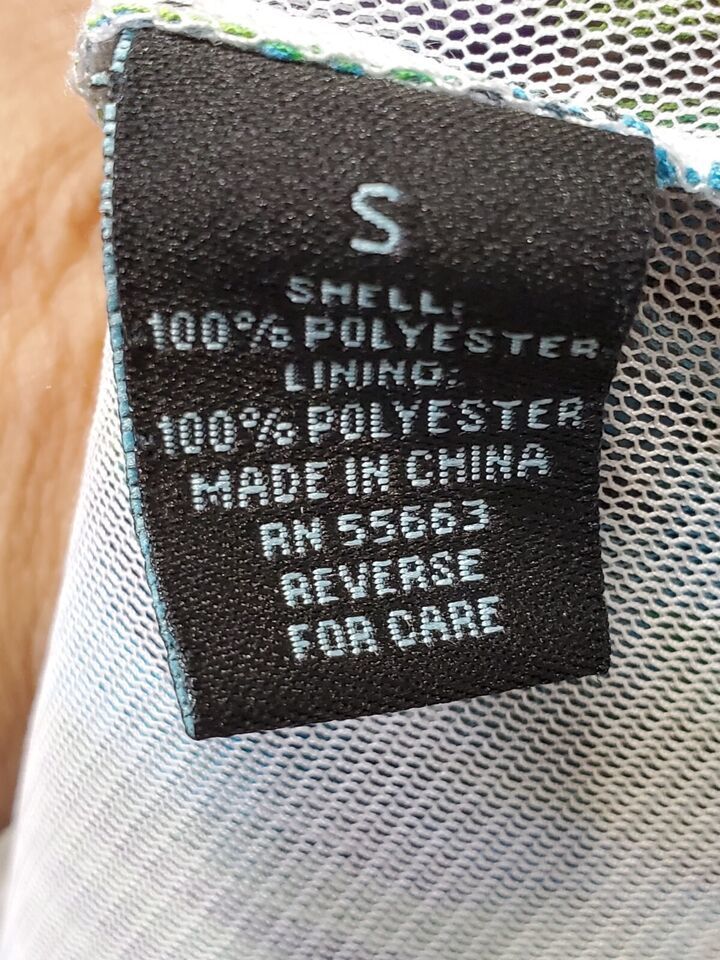 S
SHELL:
100% POLYESTER
LINING:
100% POLYESTER
MADE IN CHINA
RN 55663
REVERSE
FOR CARE